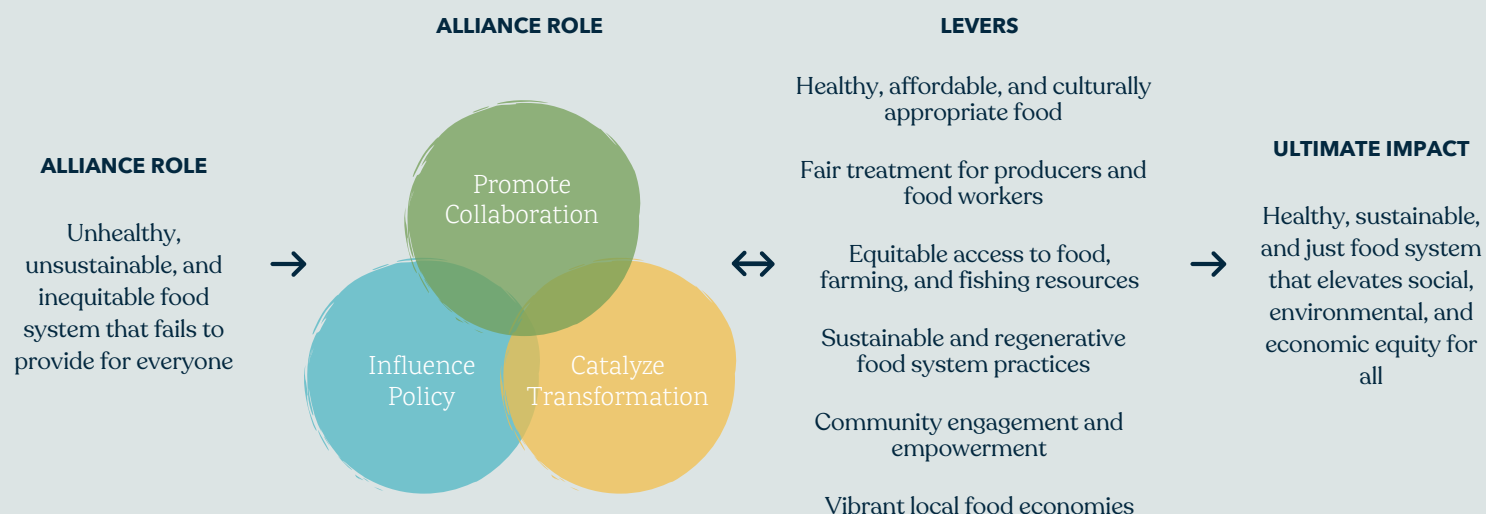 ALLIANCE ROLE
Unhealthy,
unsustainable, and
inequitable food
system that fails to
provide for everyone
ALLIANCE ROLE
Promote
Collaboration
Influence
Policy
Catalyze
Transformation
LEVERS
Healthy, affordable, and culturally
appropriate food
Fair treatment for producers and
food workers
Equitable access to food,
farming, and fishing resources
Sustainable and regenerative
food system practices
Community engagement and
empowerment
Vibrant local food economies
ULTIMATE IMPACT
Healthy, sustainable,
and just food system
that elevates social,
environmental, and
economic equity for
all